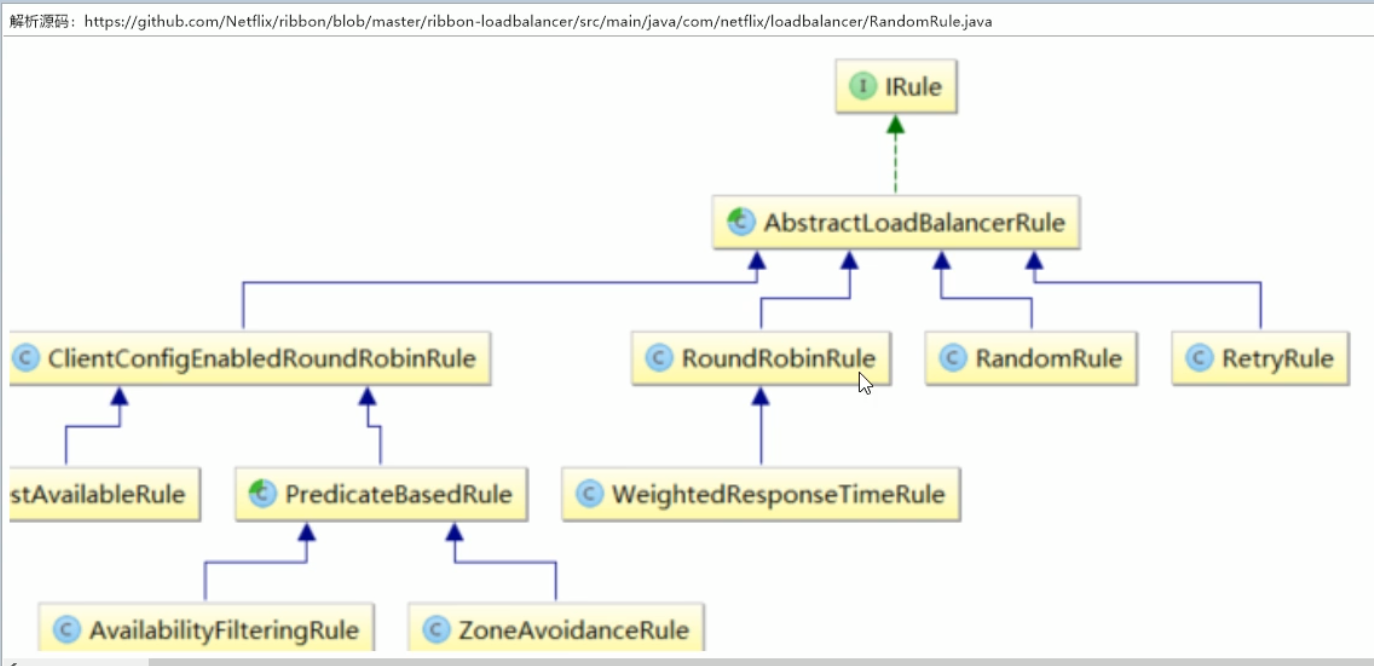 解析源码：https://github.com/Netflix/ribbon/blob/master/ribbon-loadbalancer/src/main/java/com/netflix/loadbalancer/RandomRule.java
I IRule
C AbstractLoadBalancerRule
C ClientConfigEnabledRoundRobinRule
C RoundRobinRule
C RandomRule
C RetryRule
stAvailableRule
C PredicateBasedRule
C WeightedResponseTimeRule
C AvailabilityFilteringRule
C ZoneAvoidanceRule